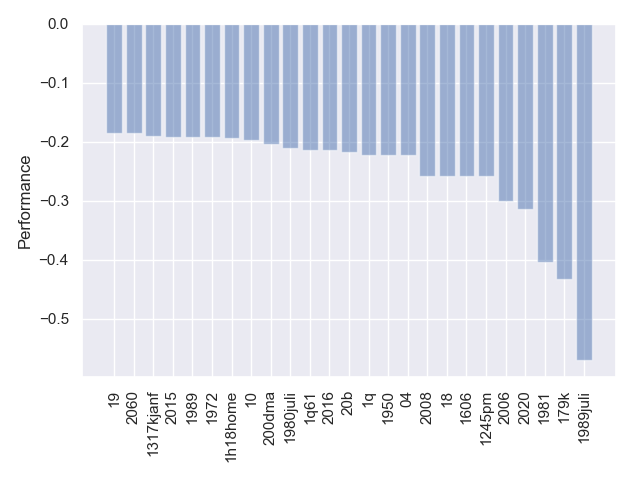 0.0
−0.1
−0.2
−0.3
−0.4
−0.5
Performance
19
2060
1317kjanf
2015
1989
1972
1h18home
10
200dma
1980juli
1q61
2016
20b
1q
1950
04
2008
18
1606
1245pm
2006
2020
1981
179k
1989juli